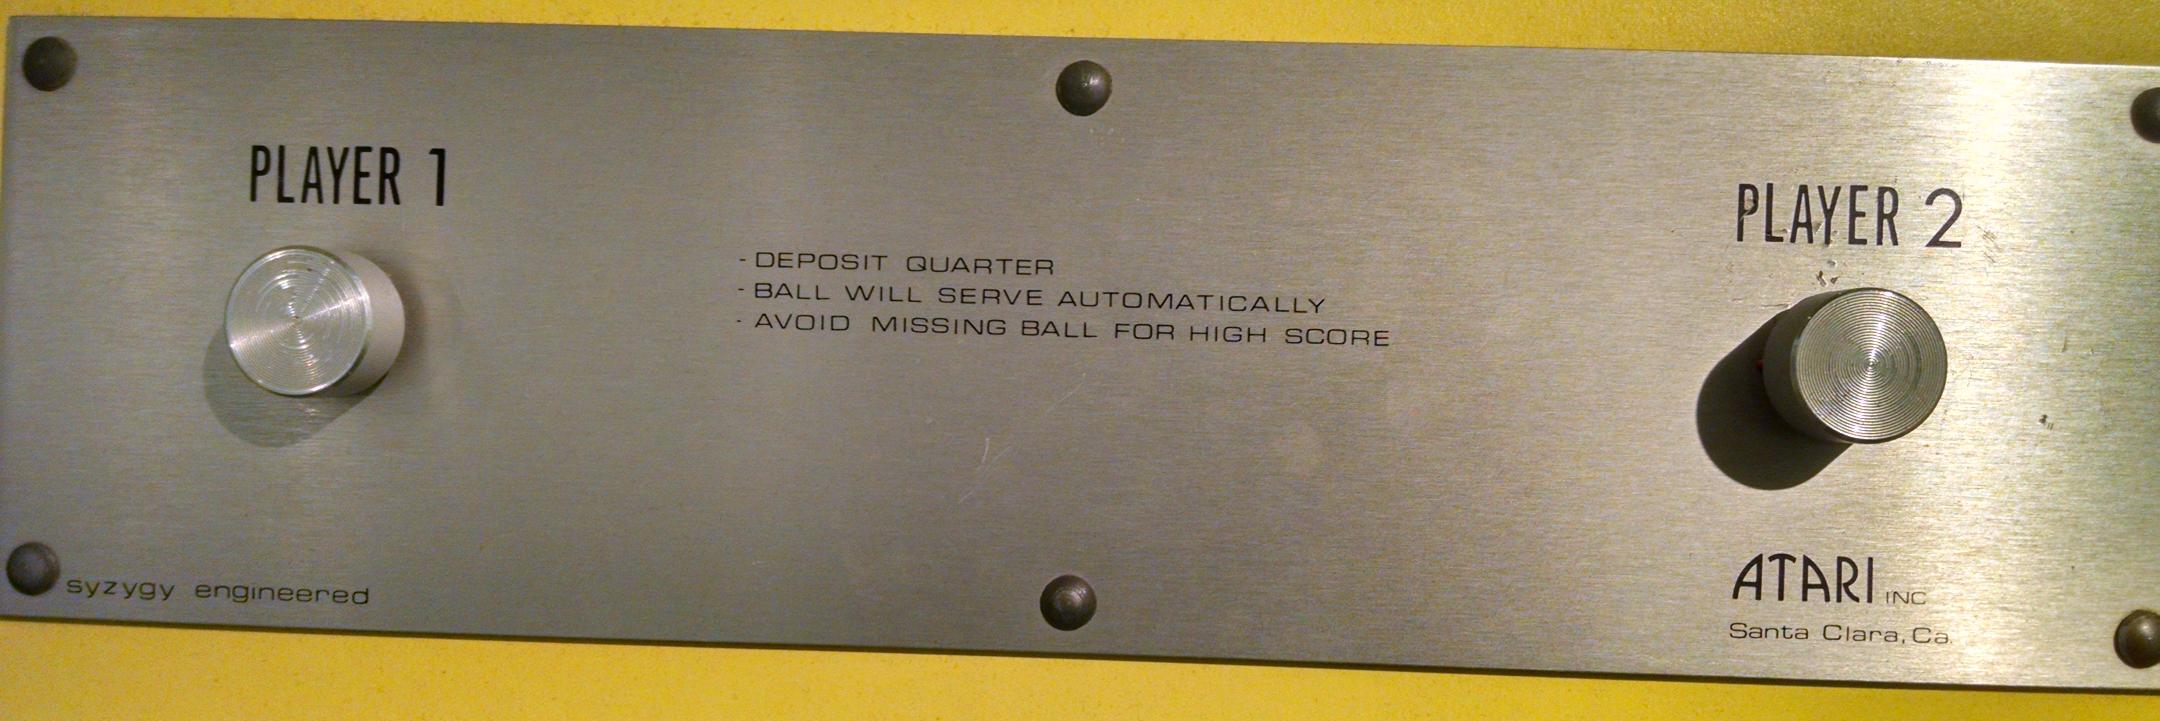 PLAYER 1
PLAYER 2
- DEPOSIT QUARTER
- BALL WILL SERVE AUTOMATICALLY
- AVOID MISSING BALL FOR HIGH SCORE
syzygy engineered
ATARI INC
Santa Clara, Ca.